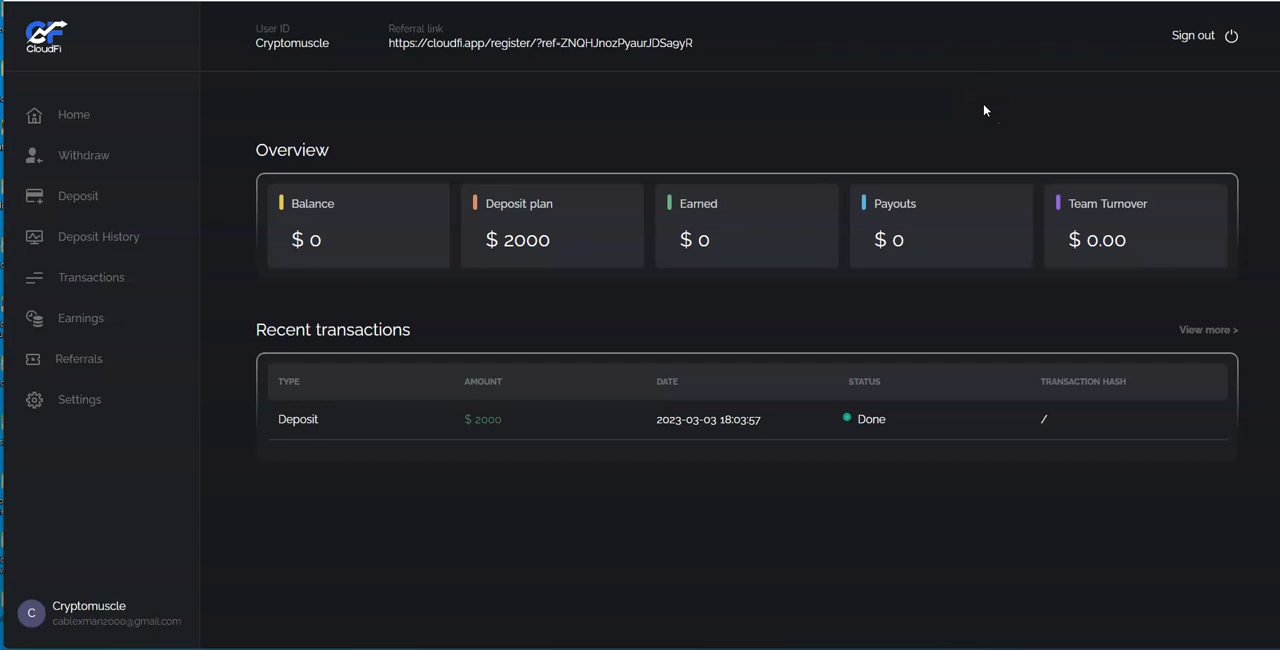 CF
CloudFi
User ID
Cryptomuscle
Referral link
https://cloudfi.app/register/?ref=ZNQHJnozPyaurJDSa9yR
Sign out
Home
Withdraw
Deposit
Deposit History
Transactions
Earnings
Referrals
Settings
Overview
Balance
$ 0
Deposit plan
$ 2000
Earned
$ 0
Payouts
$ 0
Team Turnover
$ 0.00
Recent transactions
View more >
TYPE AMOUNT DATE STATUS TRANSACTION HASH
Deposit $ 2000 2023-03-03 18:03:57 Done /
C
Cryptomuscle
cablexman2000@gmail.com